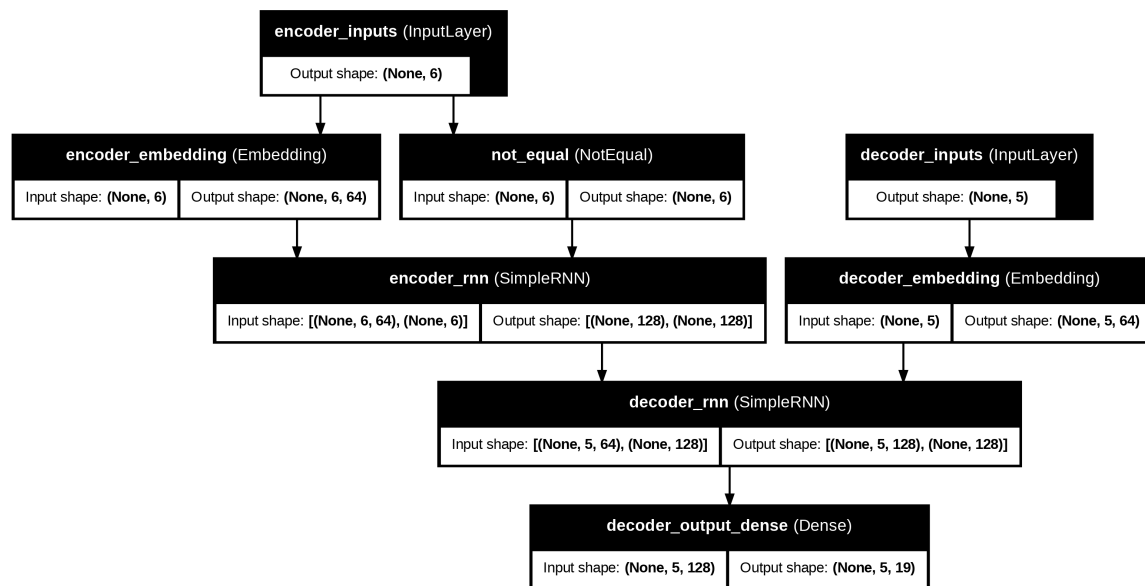 encoder_inputs (InputLayer)
Output shape: (None, 6)
encoder_embedding (Embedding)
Input shape: (None, 6) Output shape: (None, 6, 64)
not_equal (NotEqual)
Input shape: (None, 6) Output shape: (None, 6)
decoder_inputs (InputLayer)
Output shape: (None, 5)
encoder_rnn (SimpleRNN)
Input shape: [(None, 6, 64), (None, 6)] Output shape: [(None, 128), (None, 128)]
decoder_embedding (Embedding)
Input shape: (None, 5) Output shape: (None, 5, 64)
decoder_rnn (SimpleRNN)
Input shape: [(None, 5, 64), (None, 128)] Output shape: [(None, 5, 128), (None, 128)]
decoder_output_dense (Dense)
Input shape: (None, 5, 128) Output shape: (None, 5, 19)